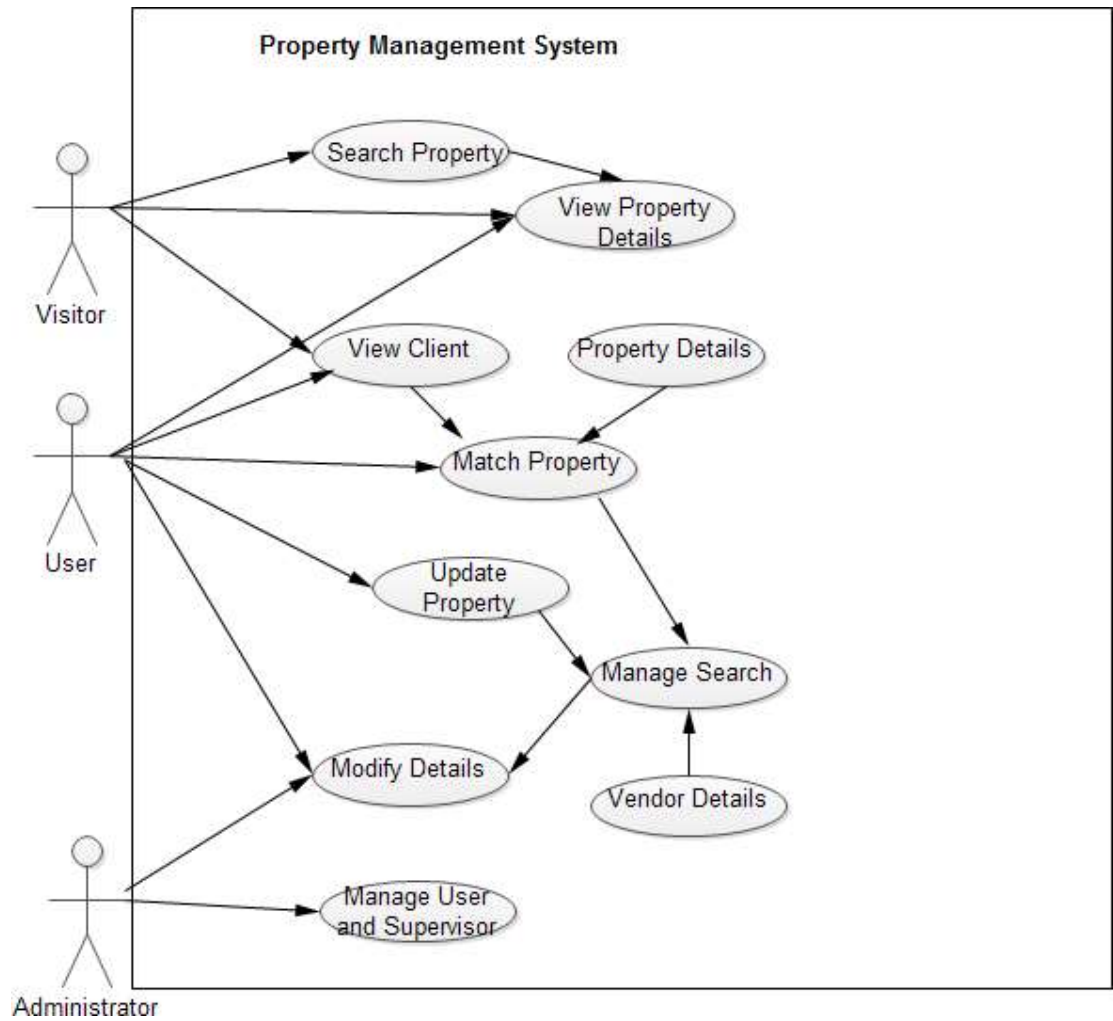 Property Management System
Search Property
View Property
Details
Visitor
View Client
Property Details
Match Property
User
Update
Property
Manage Search
Modify Details
Vendor Details
Manage User
and Supervisor
Administrator